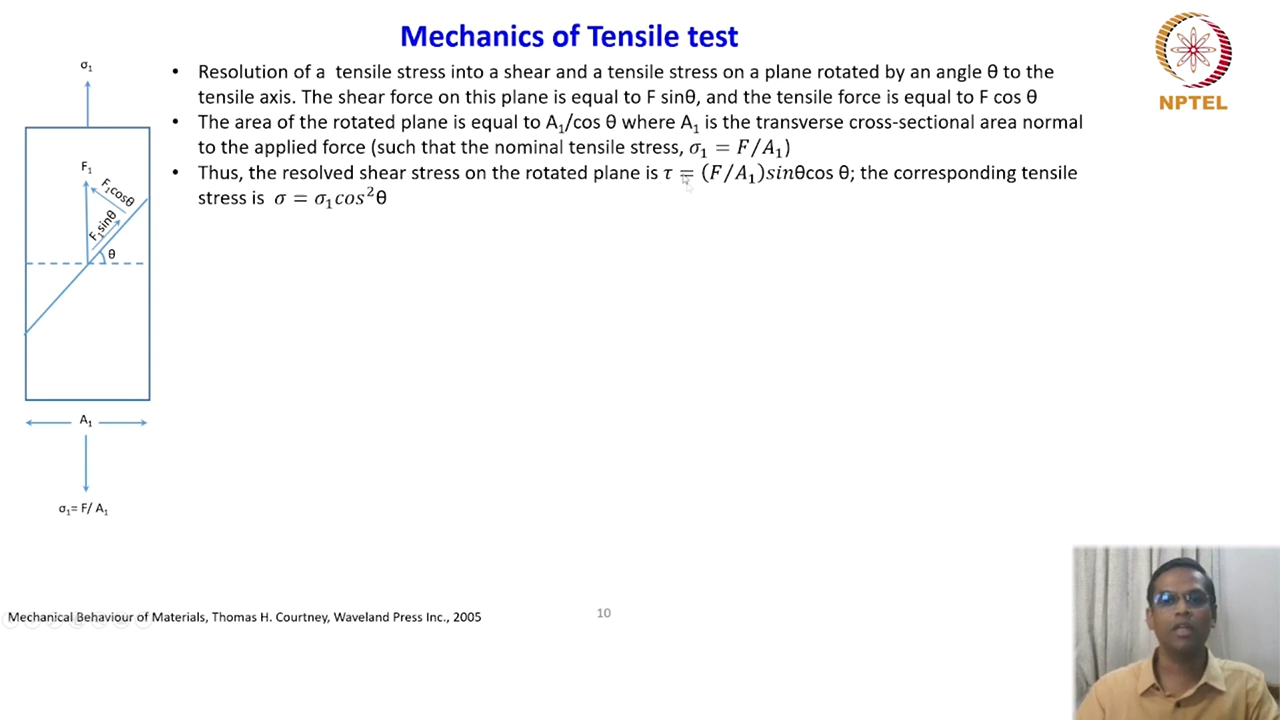 Mechanics of Tensile test
NPTEL
• Resolution of a tensile stress into a shear and a tensile stress on a plane rotated by an angle θ to the
tensile axis. The shear force on this plane is equal to F sinθ, and the tensile force is equal to F cos θ
• The area of the rotated plane is equal to A₁/cos θ where A₁ is the transverse cross-sectional area normal
to the applied force (such that the nominal tensile stress, σ₁ = F/A₁)
• Thus, the resolved shear stress on the rotated plane is τ = (F/A₁)sinθcos θ; the corresponding tensile
stress is σ = σ₁cos²θ
σ₁
F₁
F₁cosθ
F₁sinθ
θ
A₁
σ₁= F/ A₁
Mechanical Behaviour of Materials, Thomas H. Courtney, Waveland Press Inc., 2005
10